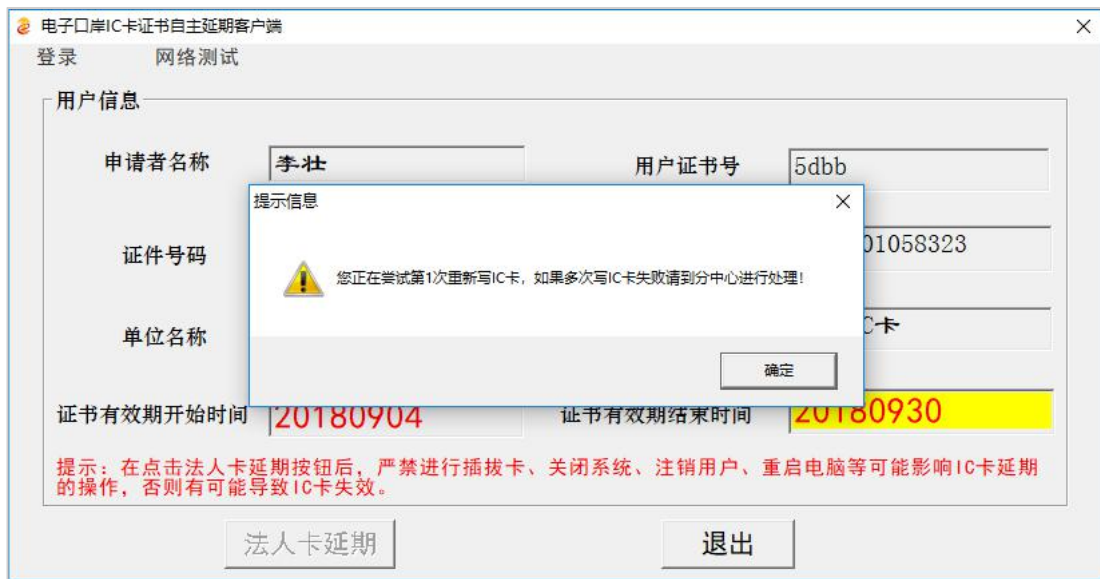 电子口岸IC卡证书自主延期客户端
登录 网络测试
用户信息
申请者名称 李壮 用户证书号 5dbb
提示信息
证件号码 01058323
您正在尝试第1次重新写IC卡，如果多次写IC卡失败请到分中心进行处理！
单位名称 卡
确定
证书有效期开始时间 20180904 证书有效期结束时间 20180930
提示：在点击法人卡延期按钮后，严禁进行插拔卡、关闭系统、注销用户、重启电脑等可能影响IC卡延期
的操作，否则有可能导致IC卡失效。
法人卡延期 退出